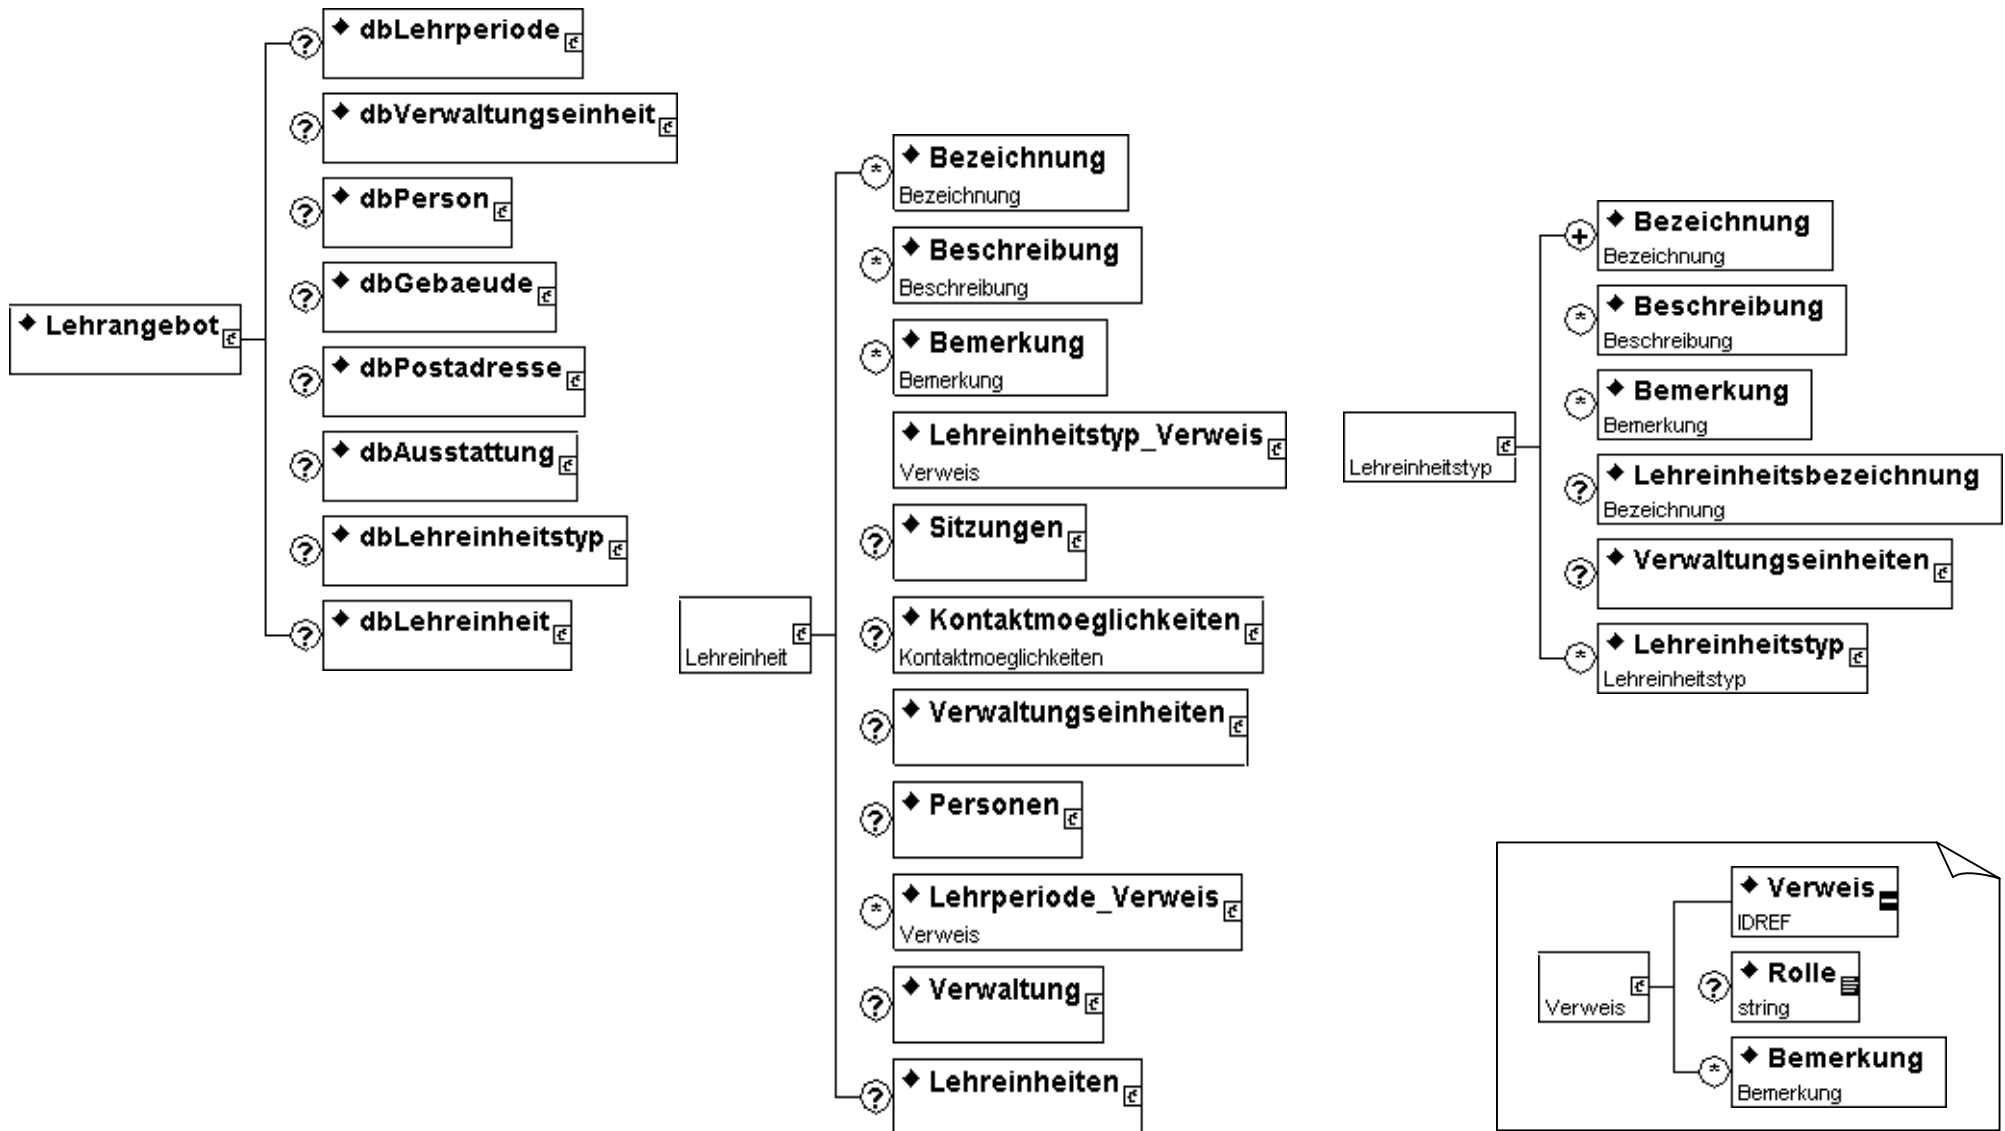 Lehrangebot
dbLehrperiode
dbVerwaltungseinheit
dbPerson
dbGebaeude
dbPostadresse
dbAusstattung
dbLehreinheitstyp
dbLehreinheit
Lehreinheit
Bezeichnung
Bezeichnung
Beschreibung
Beschreibung
Bemerkung
Bemerkung
Lehreinheitstyp_Verweis
Verweis
Sitzungen
Kontaktmoeglichkeiten
Kontaktmoeglichkeiten
Verwaltungseinheiten
Personen
Lehrperiode_Verweis
Verweis
Verwaltung
Lehreinheiten
Lehreinheitstyp
Bezeichnung
Bezeichnung
Beschreibung
Beschreibung
Bemerkung
Bemerkung
Lehreinheitsbezeichnung
Bezeichnung
Verwaltungseinheiten
Lehreinheitstyp
Lehreinheitstyp
Verweis
Verweis
IDREF
Rolle
string
Bemerkung
Bemerkung